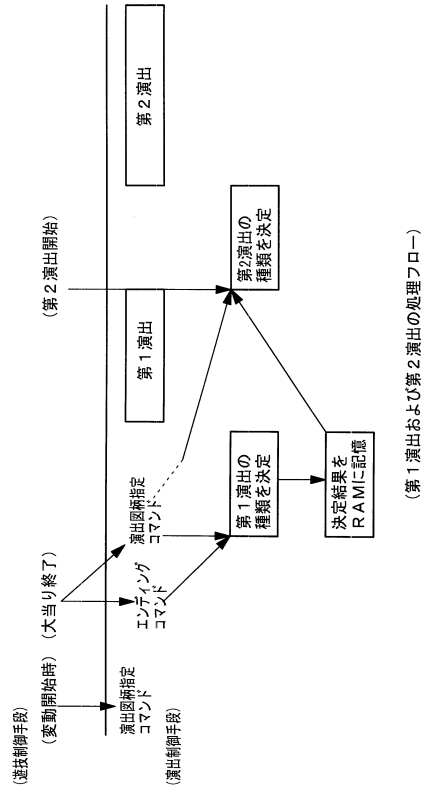 (遊技制御手段)
(変動開始時)
(大当り終了)
(第2演出開始)
演出図柄指定
コマンド
エンディング
コマンド
演出図柄指定
コマンド
第1演出
第2演出
(演出制御手段)
第1演出の
種類を決定
第2演出の
種類を決定
決定結果を
RAMに記憶
(第1演出および第2演出の処理フロー)